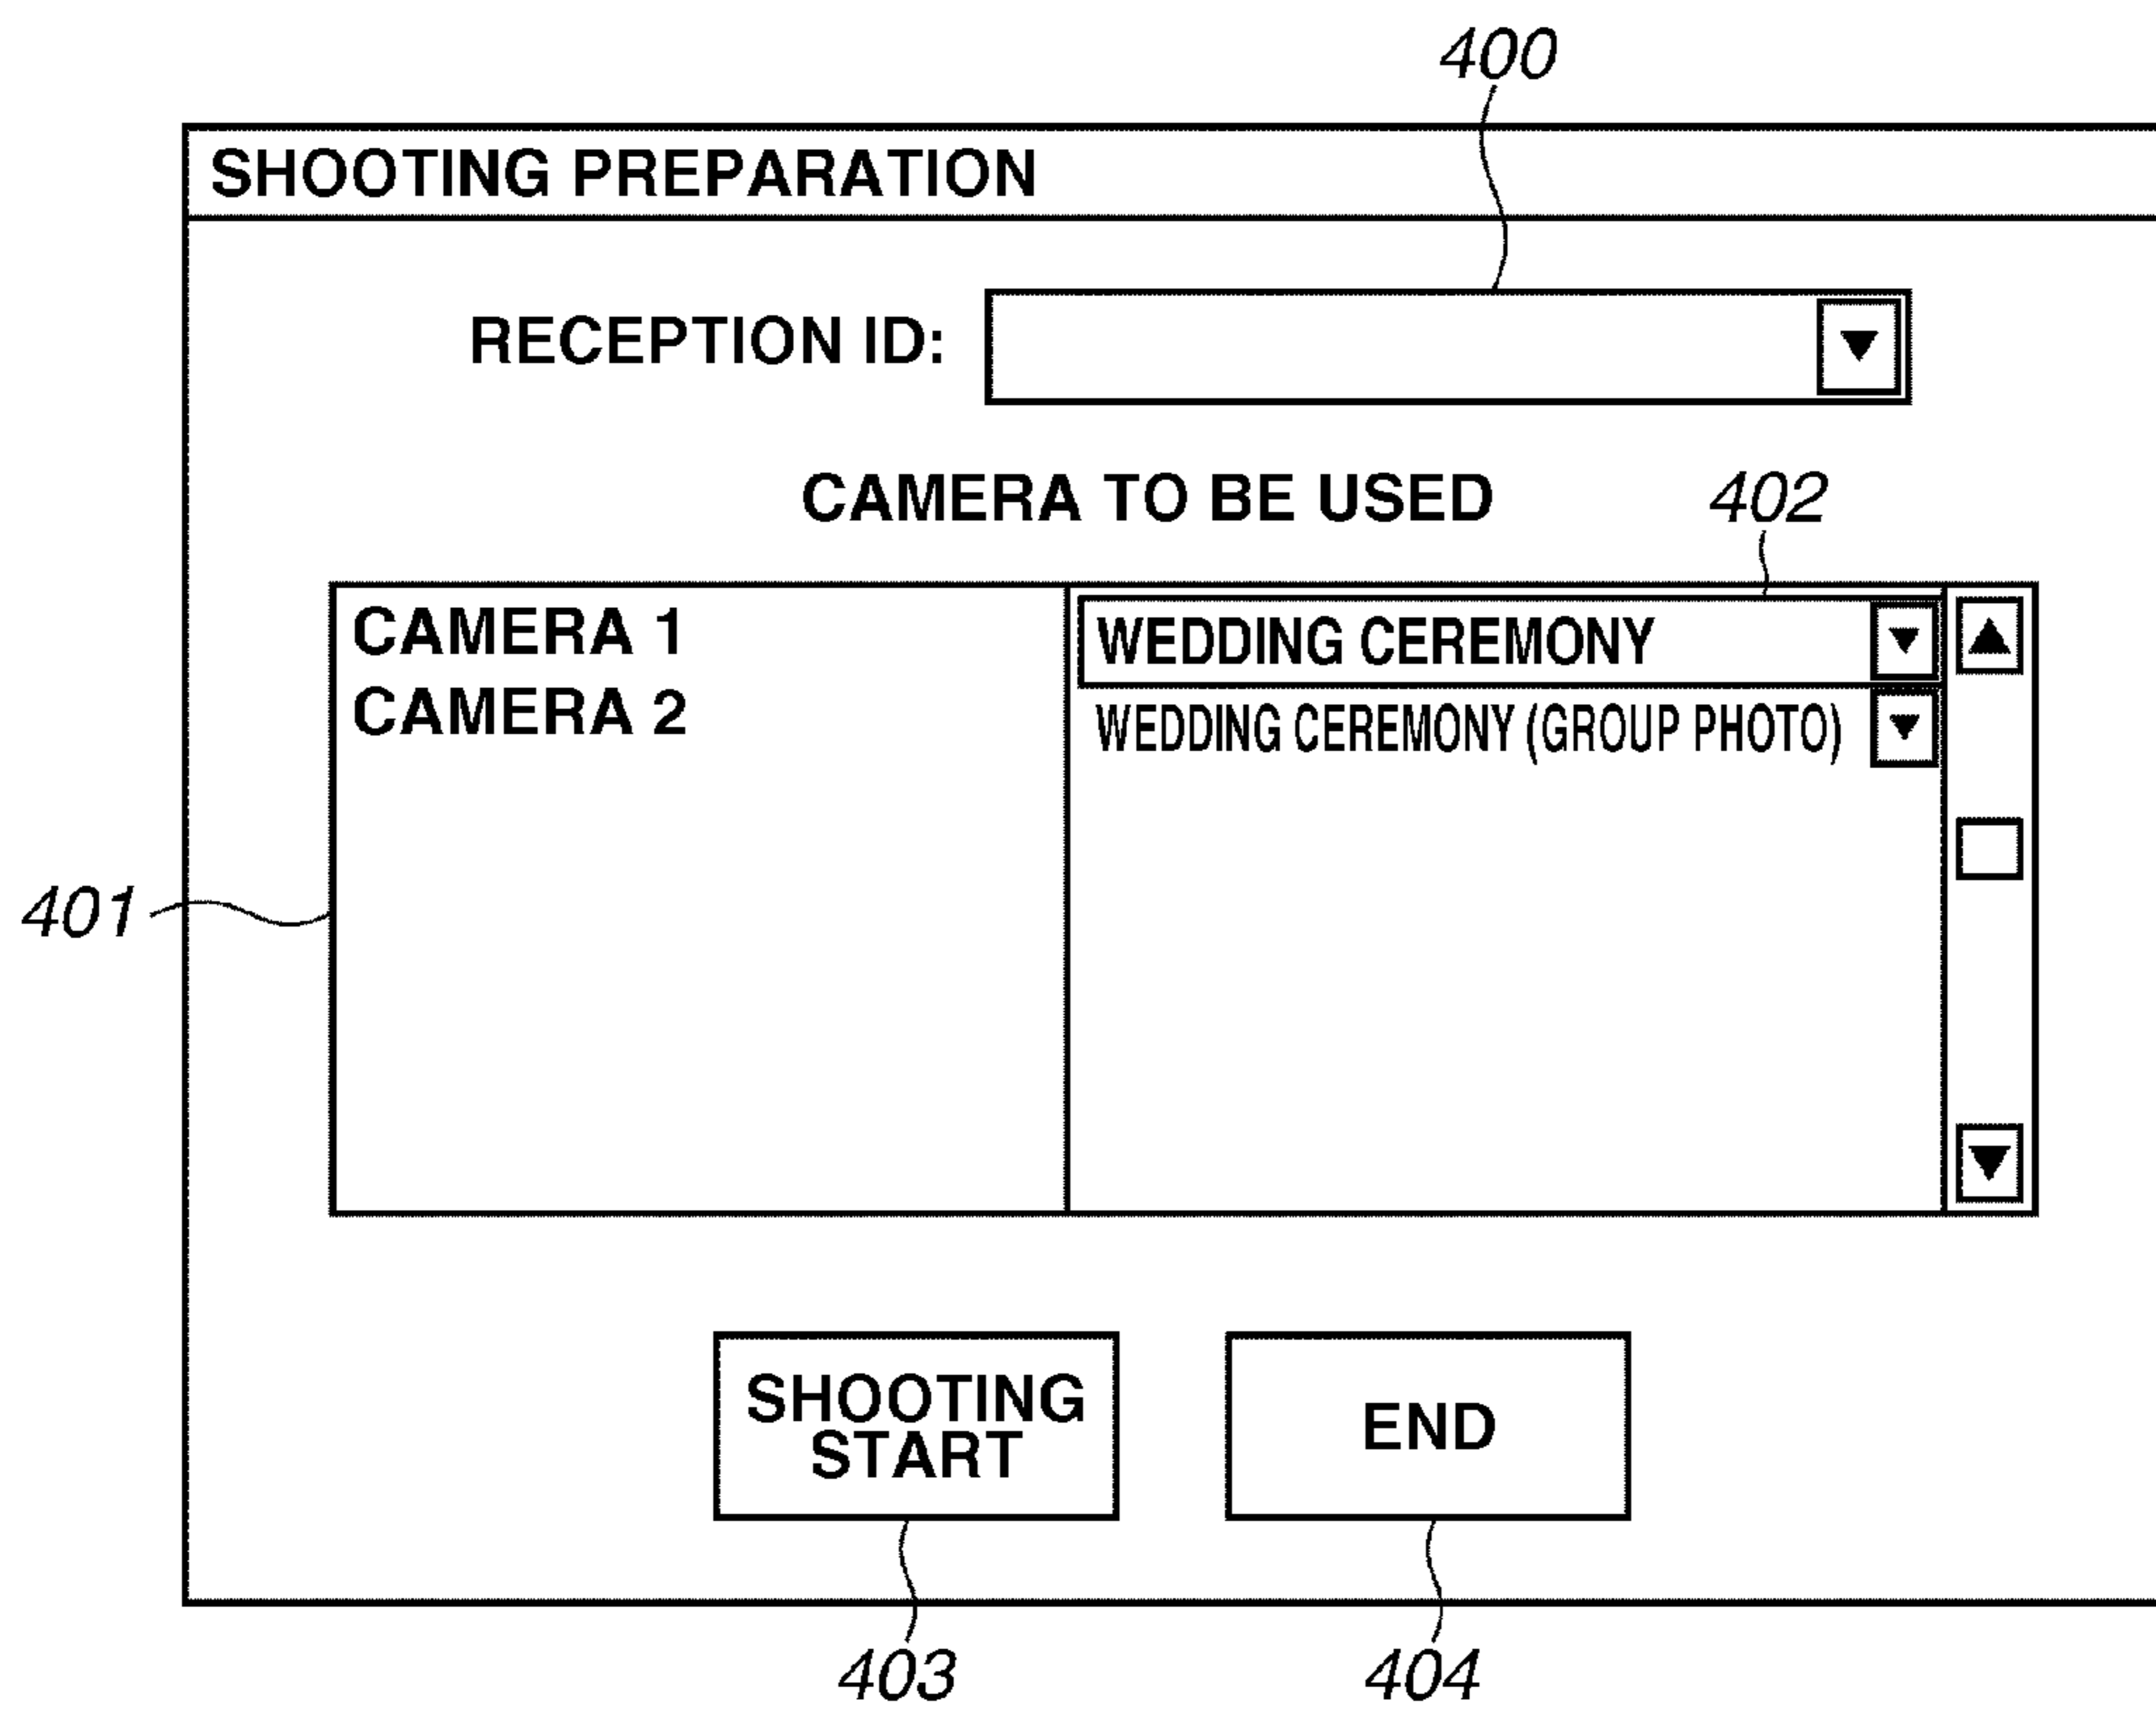 400
SHOOTING PREPARATION
RECEPTION ID:
CAMERA TO BE USED
402
CAMERA 1
WEDDING CEREMONY
CAMERA 2
WEDDING CEREMONY (GROUP PHOTO)
401
SHOOTING
START
END
403
404